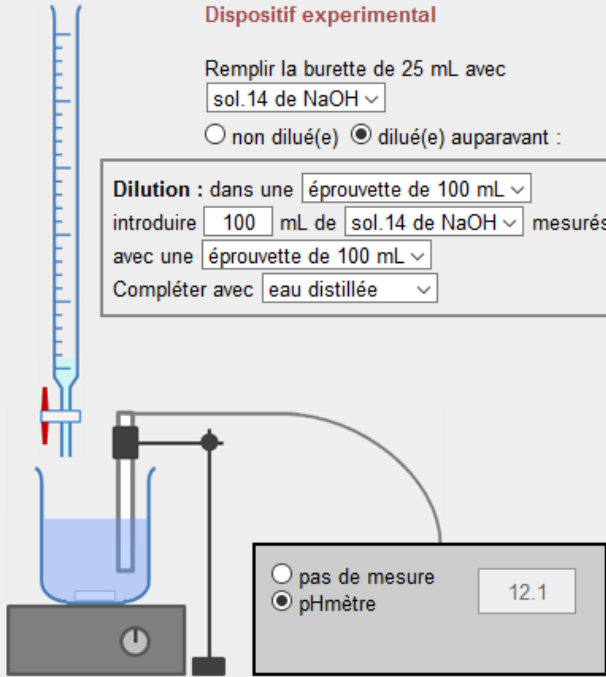 Dispositif experimental
Remplir la burette de 25 mL avec
sol.14 de NaOH
non dilué(e) dilué(e) auparavant :
Dilution : dans une éprouvette de 100 mL
introduire 100 mL de sol.14 de NaOH mesurés
avec une éprouvette de 100 mL
Compléter avec eau distillée
pas de mesure
pHmètre
12.1